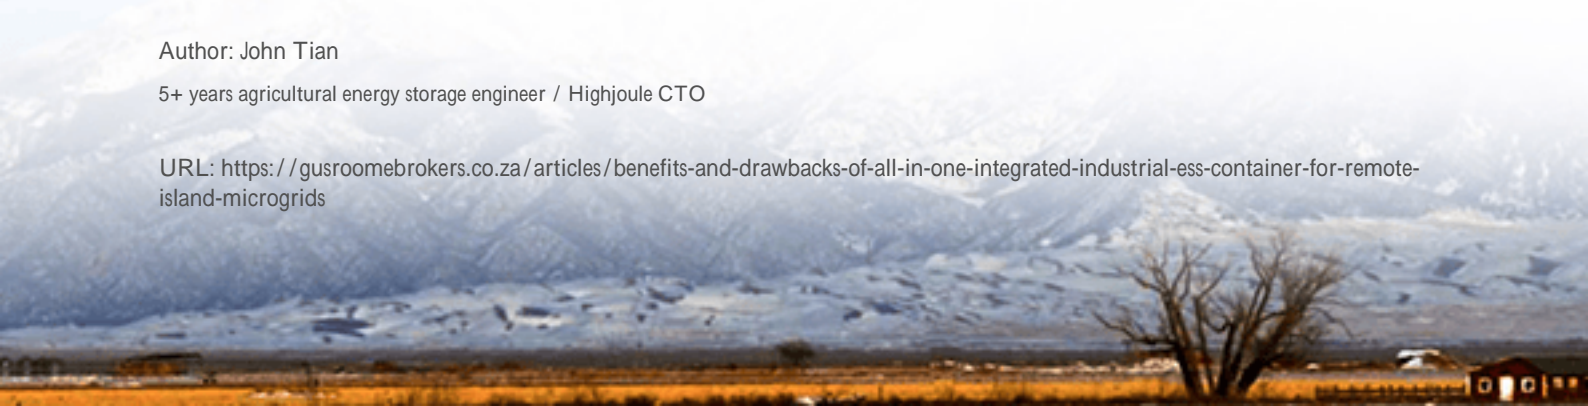 Author: John Tian
5+ years agricultural energy storage engineer / Highjoule CTO
URL: https://gusroomebrokers.co.za/articles/benefits-and-drawbacks-of-all-in-one-integrated-industrial-ess-container-for-remote-
island-microgrids